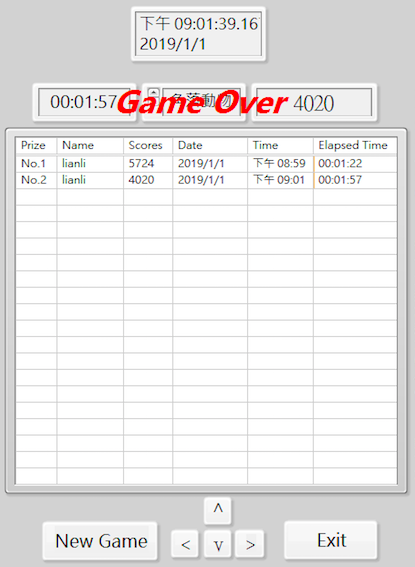 下午 09:01:39.16
2019/1/1
00:01:57
Game Over
4020
Prize Name Scores Date Time Elapsed Time
No.1 lianli 5724 2019/1/1 下午 08:59 00:01:22
No.2 lianli 4020 2019/1/1 下午 09:01 00:01:57
^
New Game < v > Exit